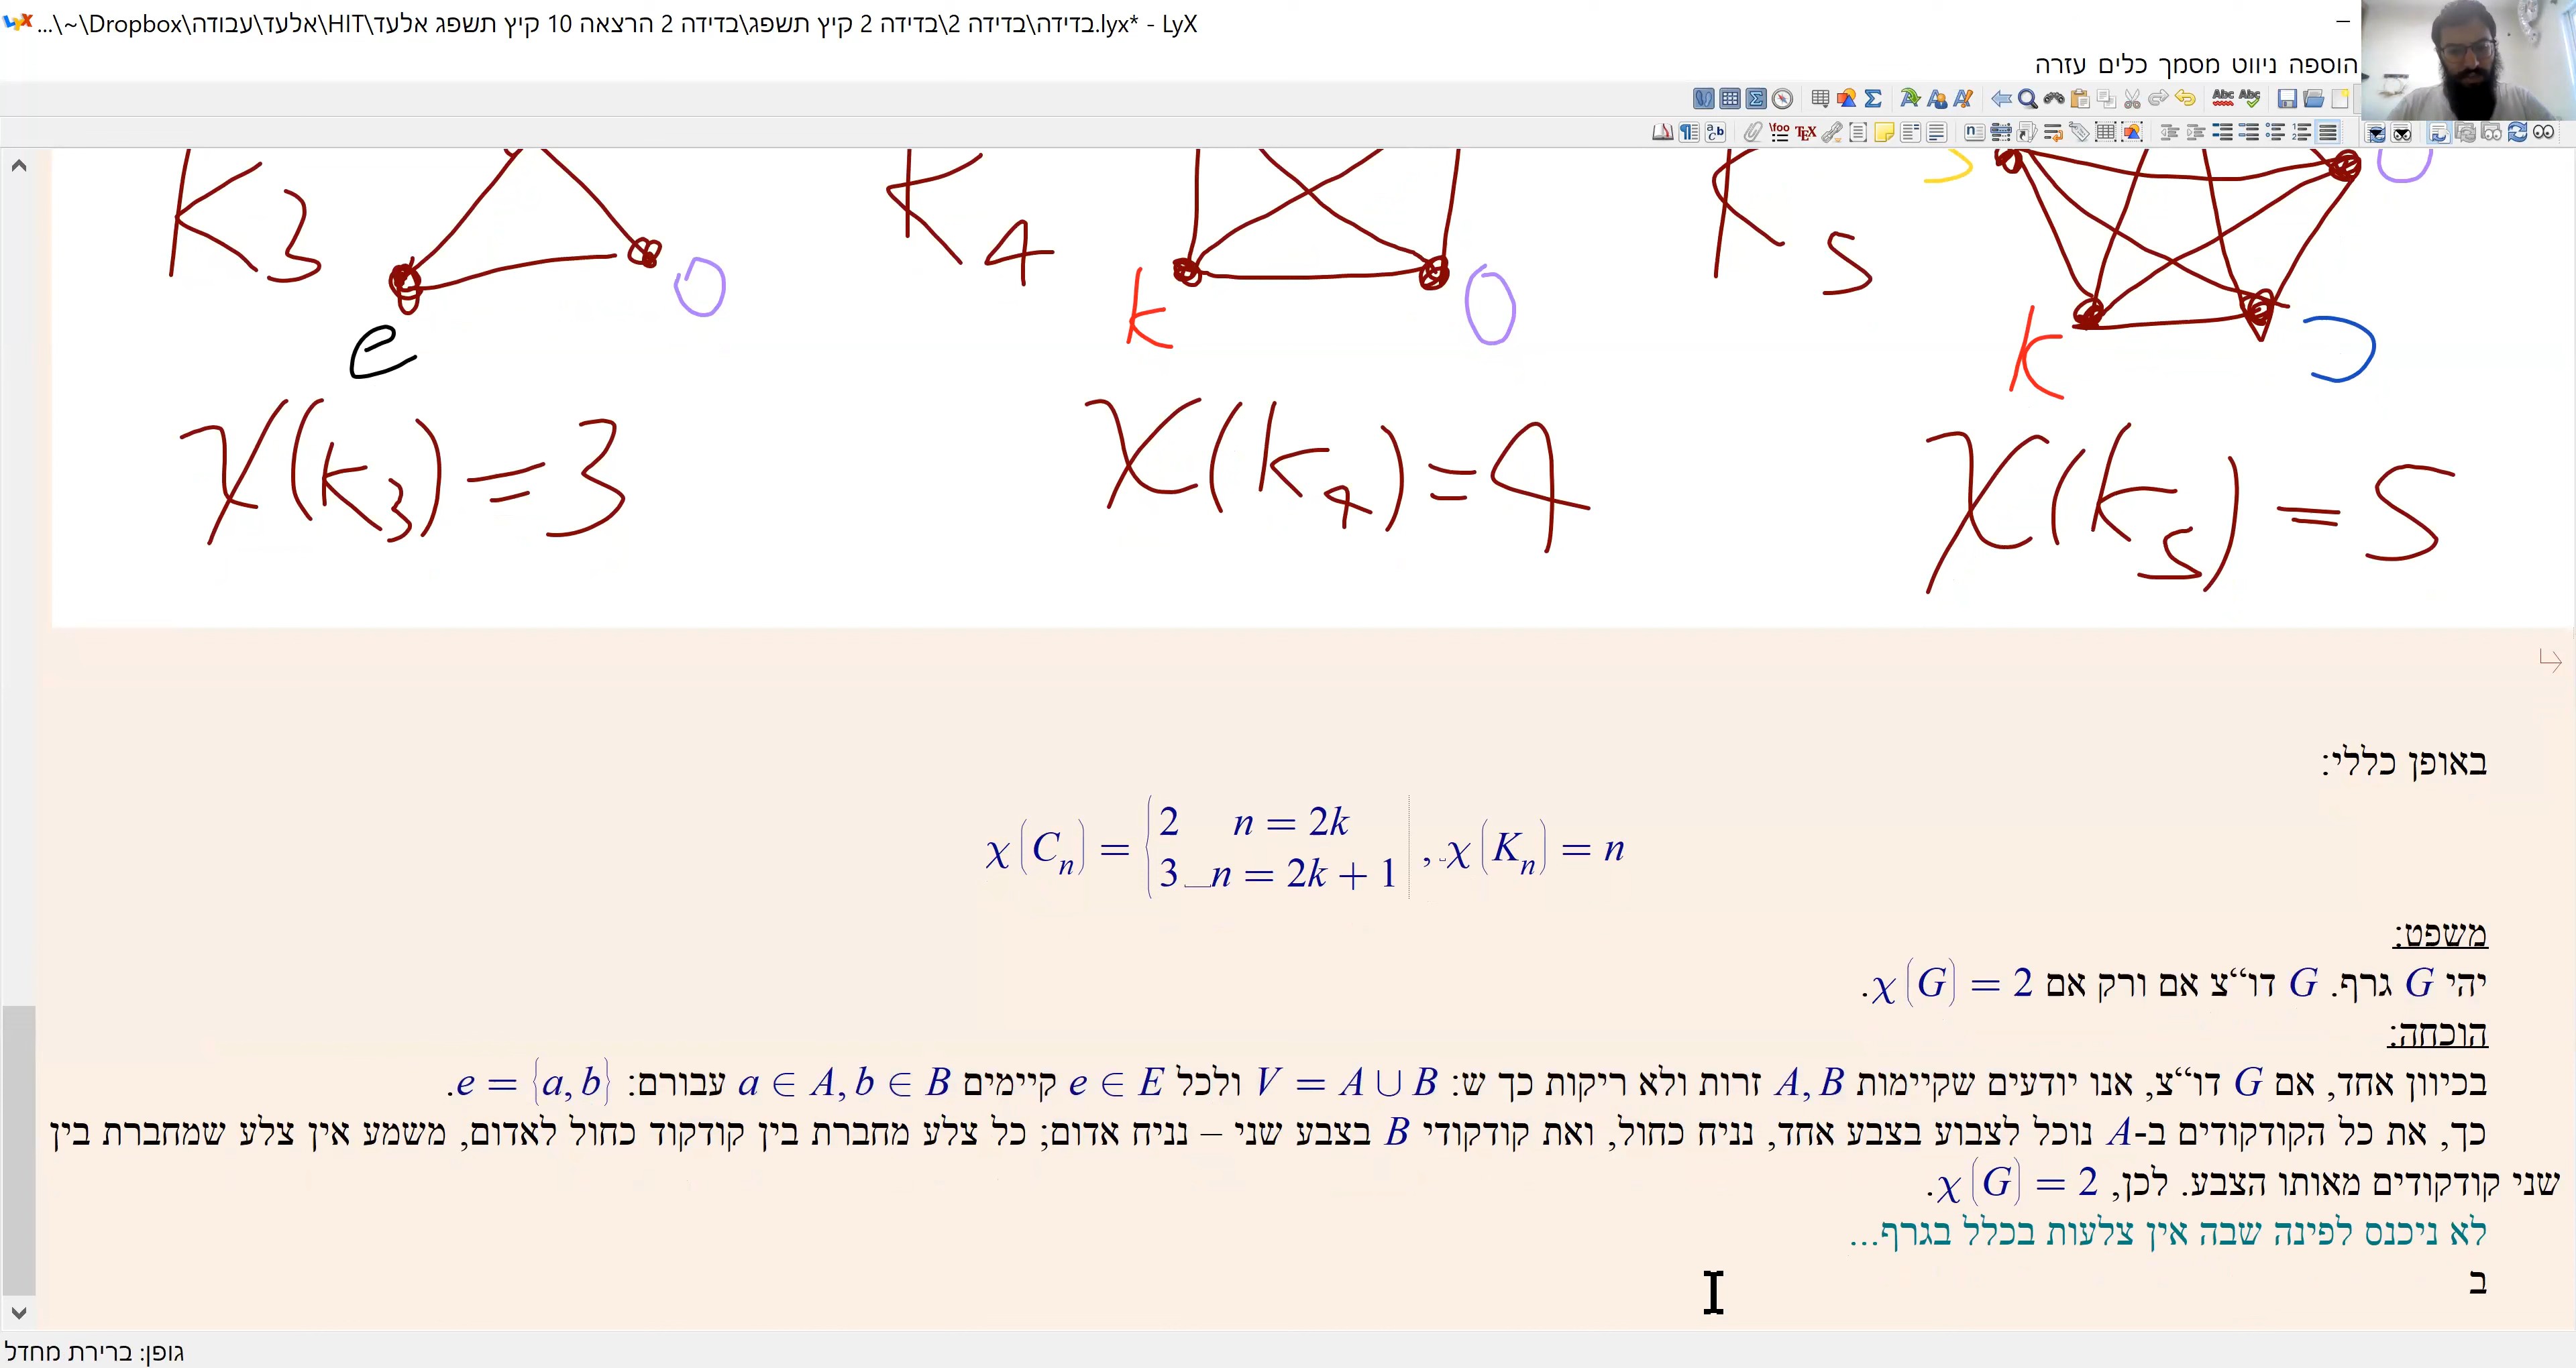 ...\~\Dropbox\אלעד\עבודה\HIT\בדידה\בדידה 2\בדידה 2 קיץ תשפג\בדידה 2 הרצאה 10 קיץ תשפג אלעד.lyx* - LyX
הוספה ניווט מסמך כלים עזרה
K3 K4 K5
e O k O k כ O
χ(k3)=3 χ(k4)=4 χ(k5)=5
באופן כללי:
χ(Cn) = {2 n = 2k, 3 n = 2k + 1 , χ(Kn) = n
משפט:
יהי G גרף. G דו“צ אם ורק אם χ(G) = 2.
הוכחה:
בכיוון אחד, אם G דו“צ, אנו יודעים שקיימות A, B זרות ולא ריקות כך ש: V = A ∪ B ולכל e ∈ E קיימים a ∈ A, b ∈ B עבורם: e = {a, b}.
כך, את כל הקודקודים ב-A נוכל לצבוע בצבע אחד, נניח כחול, ואת קודקודי B בצבע שני – נניח אדום; כל צלע מחברת בין קודקוד כחול לאדום, משמע אין צלע שמחברת בין
שני קודקודים מאותו הצבע. לכן, χ(G) = 2.
לא ניכנס לפינה שבה אין צלעות בכלל בגרף...
ב
גופן: ברירת מחדל